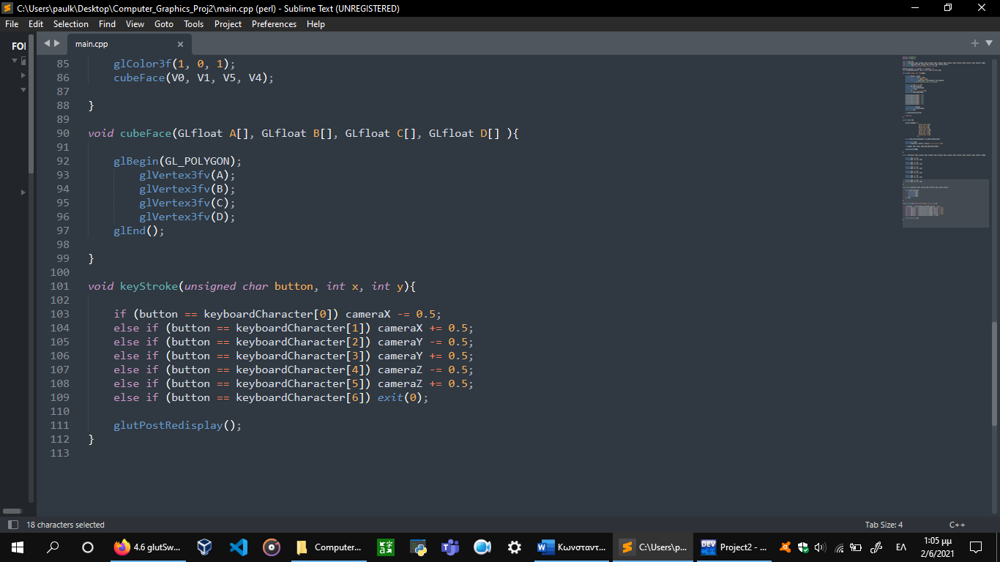 C:\Users\paulk\Desktop\Computer_Graphics_Proj2\main.cpp (perl) - Sublime Text (UNREGISTERED)
File Edit Selection Find View Goto Tools Project Preferences Help
FO
main.cpp
85 glColor3f(1, 0, 1);
86 cubeFace(V0, V1, V5, V4);
87
88 }
89
90 void cubeFace(GLfloat A[], GLfloat B[], GLfloat C[], GLfloat D[] ){
91
92 glBegin(GL_POLYGON);
93 glVertex3fv(A);
94 glVertex3fv(B);
95 glVertex3fv(C);
96 glVertex3fv(D);
97 glEnd();
98
99 }
100
101 void keyStroke(unsigned char button, int x, int y){
102
103 if (button == keyboardCharacter[0]) cameraX -= 0.5;
104 else if (button == keyboardCharacter[1]) cameraX += 0.5;
105 else if (button == keyboardCharacter[2]) cameraY -= 0.5;
106 else if (button == keyboardCharacter[3]) cameraY += 0.5;
107 else if (button == keyboardCharacter[4]) cameraZ -= 0.5;
108 else if (button == keyboardCharacter[5]) cameraZ += 0.5;
109 else if (button == keyboardCharacter[6]) exit(0);
110
111 glutPostRedisplay();
112 }
113
18 characters selected
Tab Size: 4
C++
4.6 glutSw...
Computer...
Κωνσταντ...
C:\Users\p...
DEV
Project2 - ...
ΕΛ
1:05 μμ
2/6/2021